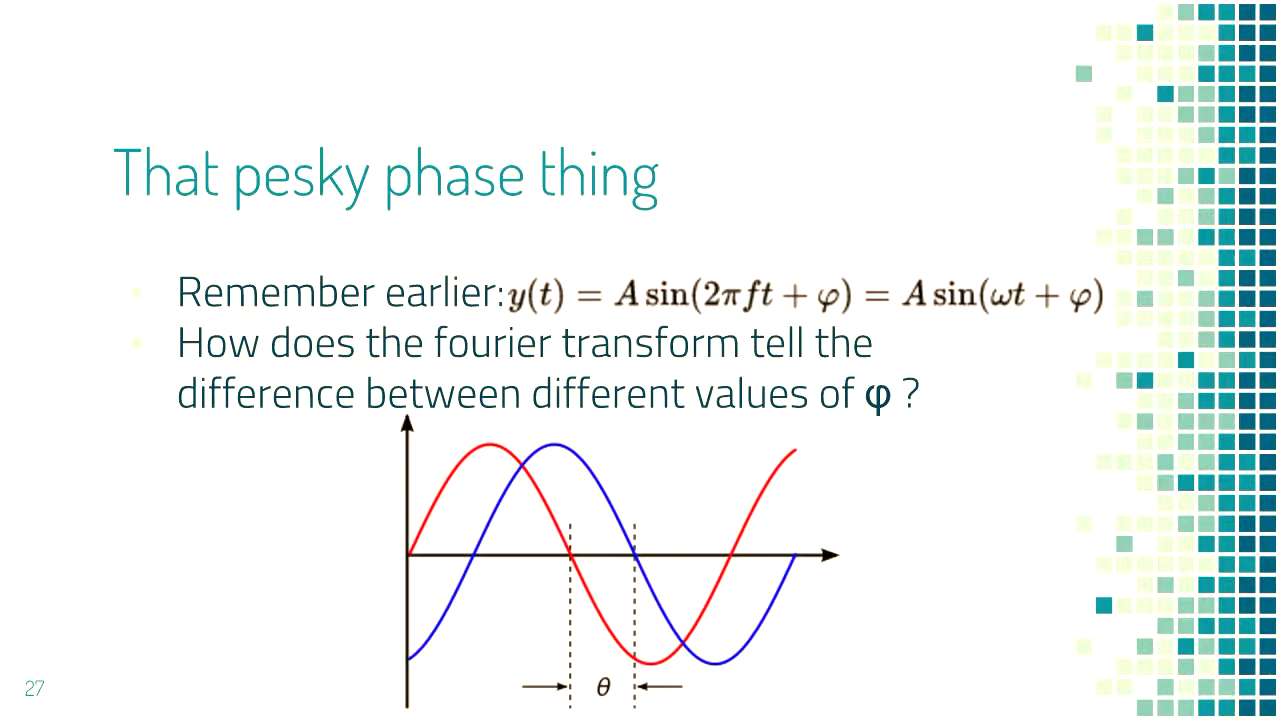 That pesky phase thing
Remember earlier: y(t) = A sin(2πft + φ) = A sin(ωt + φ)
How does the fourier transform tell the
difference between different values of φ ?
θ
27